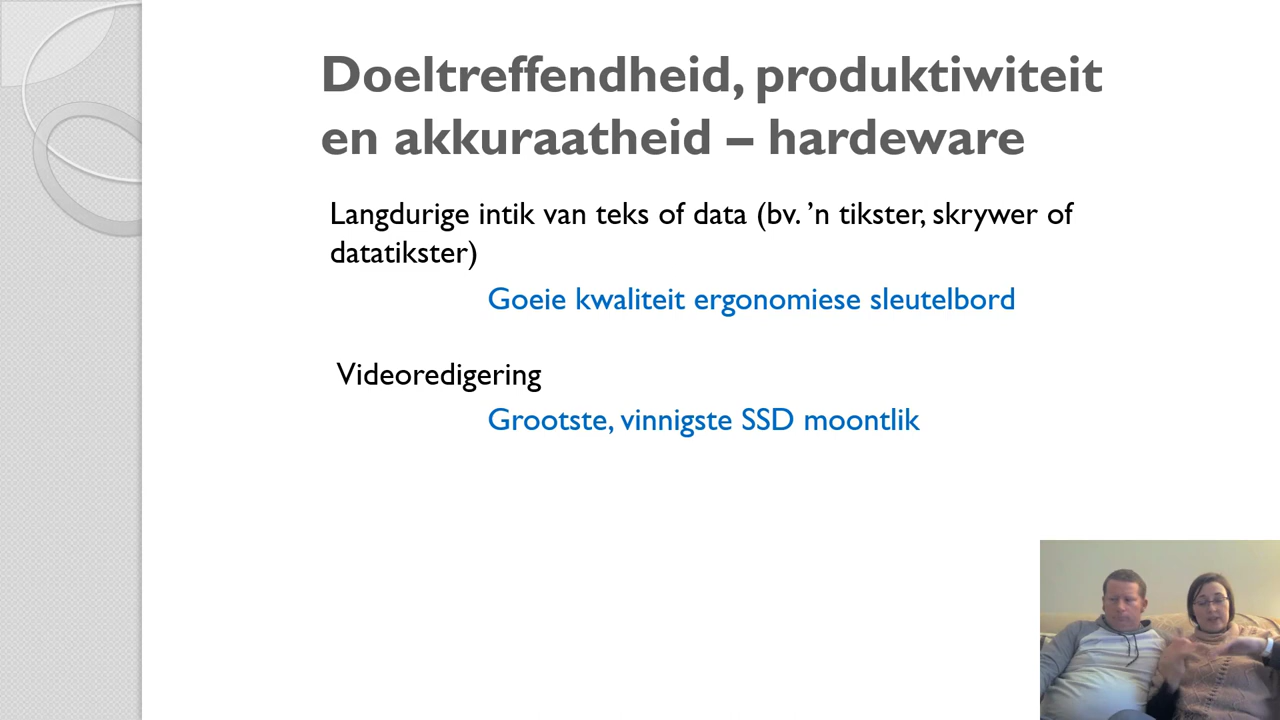 Doeltreffendheid, produktiwiteit
en akkuraatheid – hardeware
Langdurige intik van teks of data (bv. ’n tikster, skrywer of
datatikster)
Goeie kwaliteit ergonomiese sleutelbord
Videoredigering
Grootste, vinnigste SSD moontlik